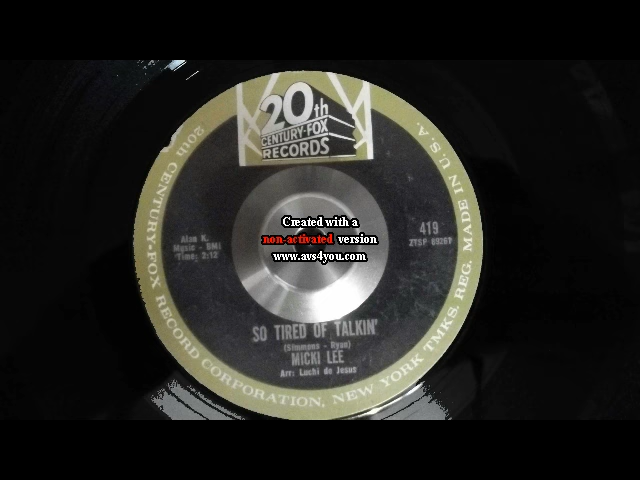 20th
CENTURY-FOX
RECORDS
20th CENTURY-FOX RECORD CORPORATION, NEW YORK TMKS. REG. MADE IN U.S.A.
Created with a
non-activated version
www.avs4you.com
Alan K.
Music - BMI
Time: 2:12
419
SO TIRED OF TALKIN'
(Simmons - Ryan)
MICKI LEE
Arr: Luchi de Jesus